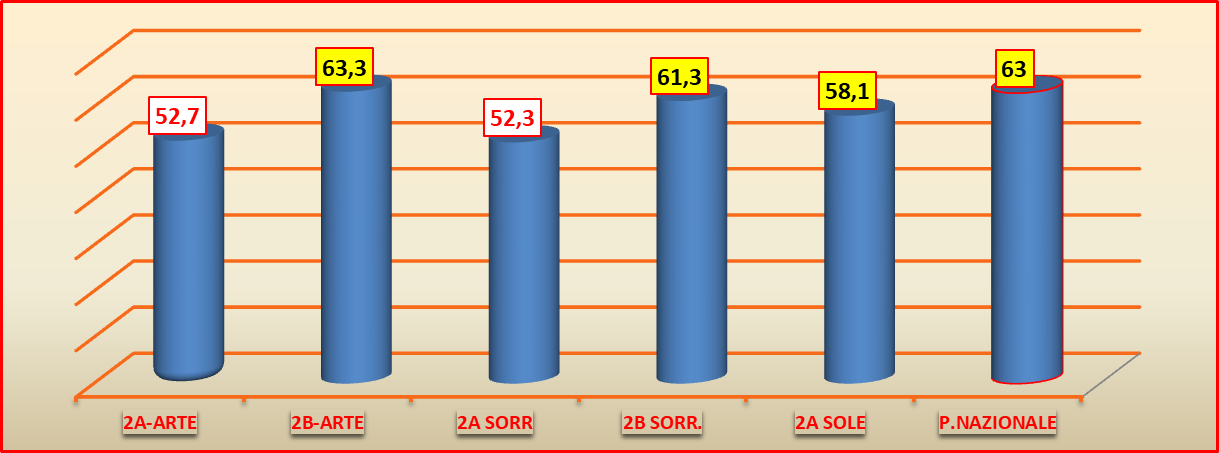 52,7
63,3
52,3
61,3
58,1
63
2A-ARTE
2B-ARTE
2A SORR
2B SORR.
2A SOLE
P.NAZIONALE